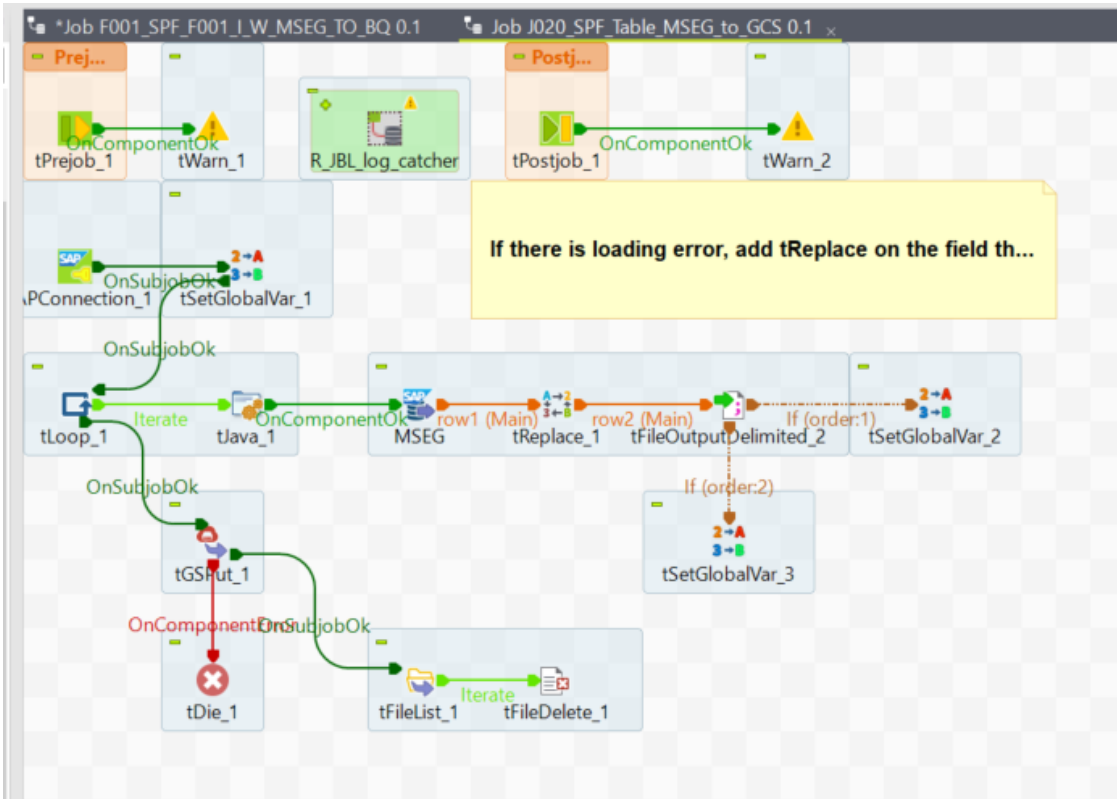 *Job F001_SPF_F001_I_W_MSEG_TO_BQ 0.1
Job J020_SPF_Table_MSEG_to_GCS 0.1
Prej...
Postj...
OnComponentOk
OnComponentOk
tPrejob_1
tWarn_1
R_JBL_log_catcher
tPostjob_1
tWarn_2
If there is loading error, add tReplace on the field th...
SAP
OnSubjobOk
APConnection_1
tSetGlobalVar_1
OnSubjobOk
Iterate
OnComponentOk
SAP
row1 (Main)
row2 (Main)
If (order:1)
tLoop_1
tJava_1
MSEG
tReplace_1
tFileOutputDelimited_2
tSetGlobalVar_2
OnSubjobOk
If (order:2)
tGSPut_1
tSetGlobalVar_3
OnComponentError
OnSubjobOk
Iterate
tDie_1
tFileList_1
tFileDelete_1